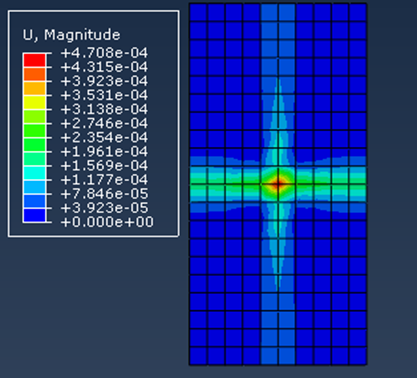 U, Magnitude
+4.708e-04
+4.315e-04
+3.923e-04
+3.531e-04
+3.138e-04
+2.746e-04
+2.354e-04
+1.961e-04
+1.569e-04
+1.177e-04
+7.846e-05
+3.923e-05
+0.000e+00